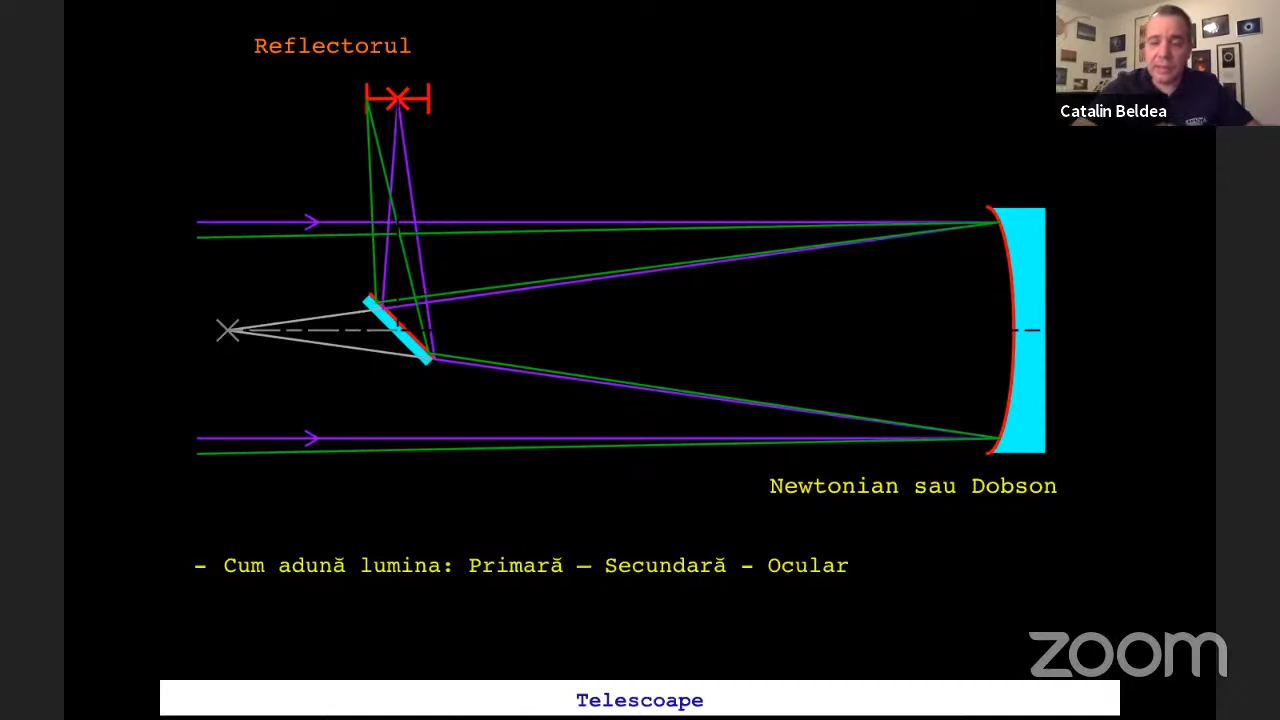 Reflectorul
Catalin Beldea
Newtonian sau Dobson
- Cum adună lumina: Primară – Secundară - Ocular
zoom
Telescoape